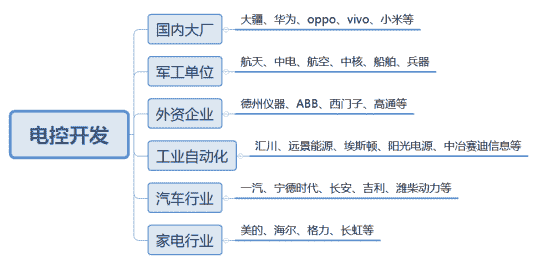 电控开发
国内大厂
大疆、华为、oppo、vivo、小米等
军工单位
航天、中电、航空、中核、船舶、兵器
外资企业
德州仪器、ABB、西门子、高通等
工业自动化
汇川、远景能源、埃斯顿、阳光电源、中冶赛迪信息等
汽车行业
一汽、宁德时代、长安、吉利、潍柴动力等
家电行业
美的、海尔、格力、长虹等